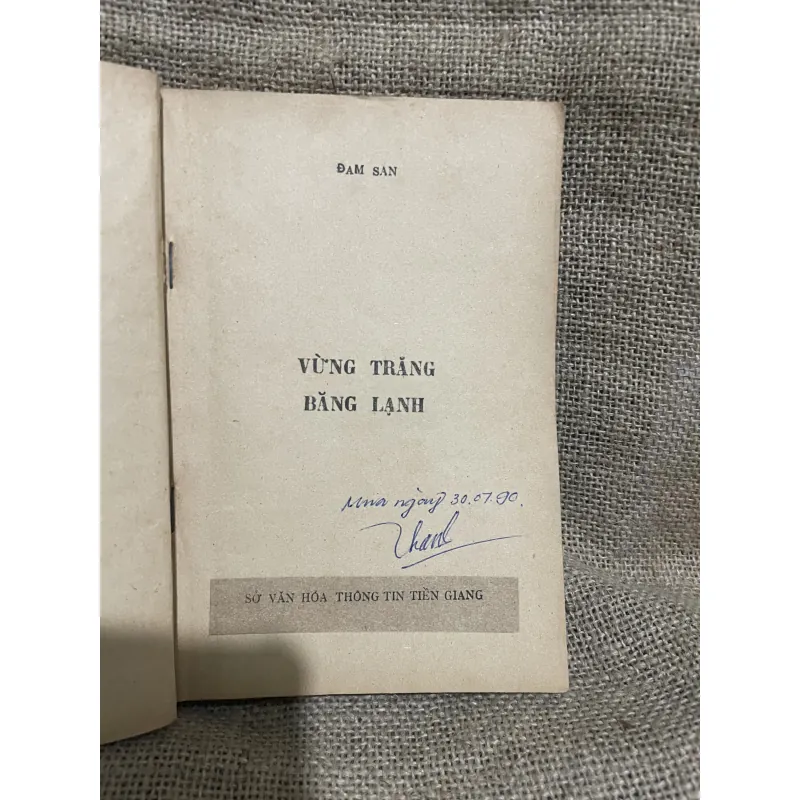 ĐAM SAN
VỪNG TRĂNG
BĂNG LẠNH
Mua ngày 30.07.90.
SỞ VĂN HÓA THÔNG TIN TIỀN GIANG